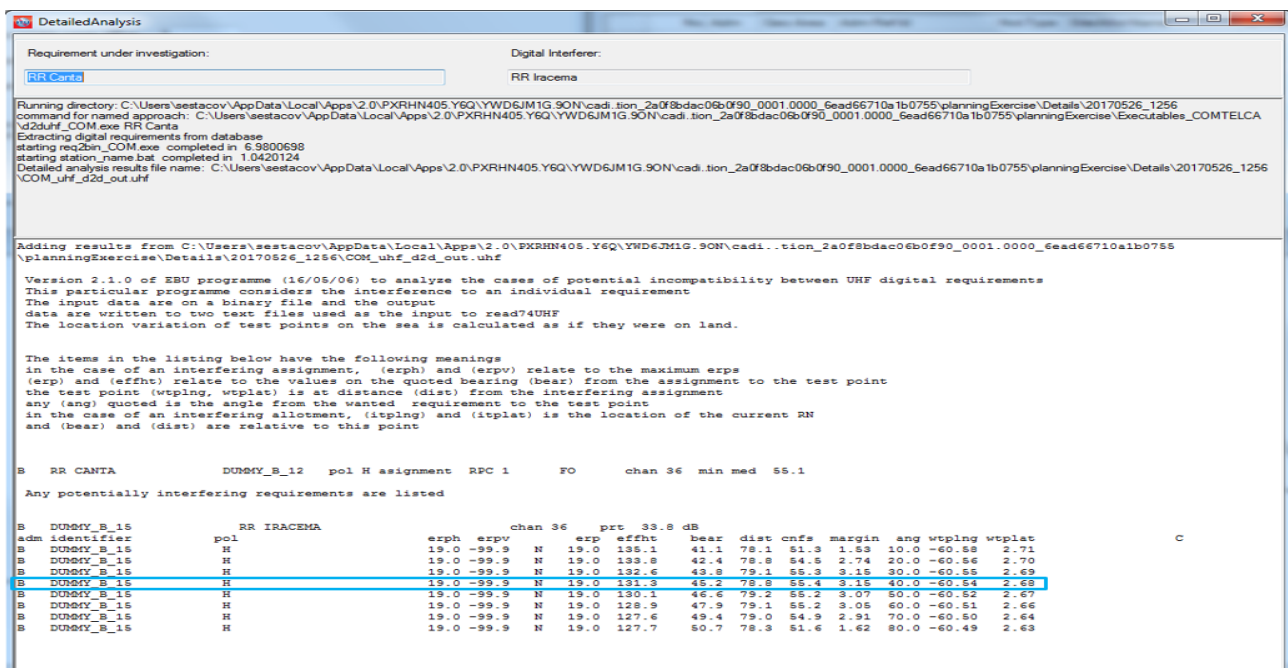 DetailedAnalysis
Requirement under investigation: Digital Interferer:
RR Canta RR Iracema
Running directory: C:\Users\sestacov\AppData\Local\Apps\2.0\PXRHN405.Y6Q\YWD6JM1G.9ON\cadi..tion_2a0f8bdac06b0f90_0001.0000_6ead66710a1b0755\planningExercise\Details\20170526_1256
command for named approach: C:\Users\sestacov\AppData\Local\Apps\2.0\PXRHN405.Y6Q\YWD6JM1G.9ON\cadi..tion_2a0f8bdac06b0f90_0001.0000_6ead66710a1b0755\planningExercise\Executables_COMTELCA
\d2duhf_COM.exe RR Canta
Extracting digital requirements from database
starting req2bin_COM.exe completed in 6.9800698
starting station_name.bat completed in 1.0420124
Detailed analysis results file name: C:\Users\sestacov\AppData\Local\Apps\2.0\PXRHN405.Y6Q\YWD6JM1G.9ON\cadi..tion_2a0f8bdac06b0f90_0001.0000_6ead66710a1b0755\planningExercise\Details\20170526_1256
\COM_uhf_d2d_out.uhf
Adding results from C:\Users\sestacov\AppData\Local\Apps\2.0\PXRHN405.Y6Q\YWD6JM1G.9ON\cadi..tion_2a0f8bdac06b0f90_0001.0000_6ead66710a1b0755
\planningExercise\Details\20170526_1256\COM_uhf_d2d_out.uhf
Version 2.1.0 of EBU programme (16/05/06) to analyze the cases of potential incompatibility between UHF digital requirements
This particular programme considers the interference to an individual requirement
The input data are on a binary file and the output
data are written to two text files used as the input to read74UHF
The location variation of test points on the sea is calculated as if they were on land.
The items in the listing below have the following meanings
in the case of an interfering assignment, (erph) and (erpv) relate to the maximum erps
(erp) and (effht) relate to the values on the quoted bearing (bear) from the assignment to the test point
the test point (wtplng, wtplat) is at distance (dist) from the interfering assignment
any (ang) quoted is the angle from the wanted requirement to the test point
in the case of an interfering allotment, (itplng) and (itplat) is the location of the current RN
and (bear) and (dist) are relative to this point
B RR CANTA DUMMY_B_12 pol H asignment RPC 1 FO chan 36 min med 55.1
Any potentially interfering requirements are listed
B DUMMY_B_15 RR IRACEMA chan 36 prt 33.8 dB
adm identifier pol erph erpv erp effht bear dist cnfs margin ang wtplng wtplat C
B DUMMY_B_15 H 19.0 -99.9 N 19.0 135.1 41.1 78.1 51.3 1.53 10.0 -60.58 2.71
B DUMMY_B_15 H 19.0 -99.9 N 19.0 133.8 42.4 78.8 54.5 2.74 20.0 -60.56 2.70
B DUMMY_B_15 H 19.0 -99.9 N 19.0 132.6 43.8 79.1 55.3 3.15 30.0 -60.55 2.69
B DUMMY_B_15 H 19.0 -99.9 N 19.0 131.3 45.2 78.8 55.4 3.15 40.0 -60.54 2.68
B DUMMY_B_15 H 19.0 -99.9 N 19.0 130.1 46.6 79.2 55.2 3.07 50.0 -60.52 2.67
B DUMMY_B_15 H 19.0 -99.9 N 19.0 128.9 47.9 79.1 55.2 3.05 60.0 -60.51 2.66
B DUMMY_B_15 H 19.0 -99.9 N 19.0 127.6 49.4 79.0 54.9 2.91 70.0 -60.50 2.64
B DUMMY_B_15 H 19.0 -99.9 N 19.0 127.7 50.7 78.3 51.6 1.62 80.0 -60.49 2.63